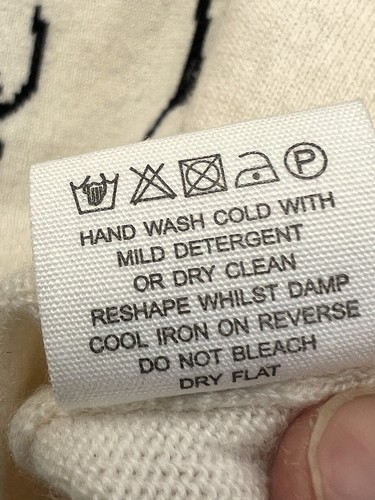 P
HAND WASH COLD WITH
MILD DETERGENT
OR DRY CLEAN
RESHAPE WHILST DAMP
COOL IRON ON REVERSE
DO NOT BLEACH
DRY FLAT